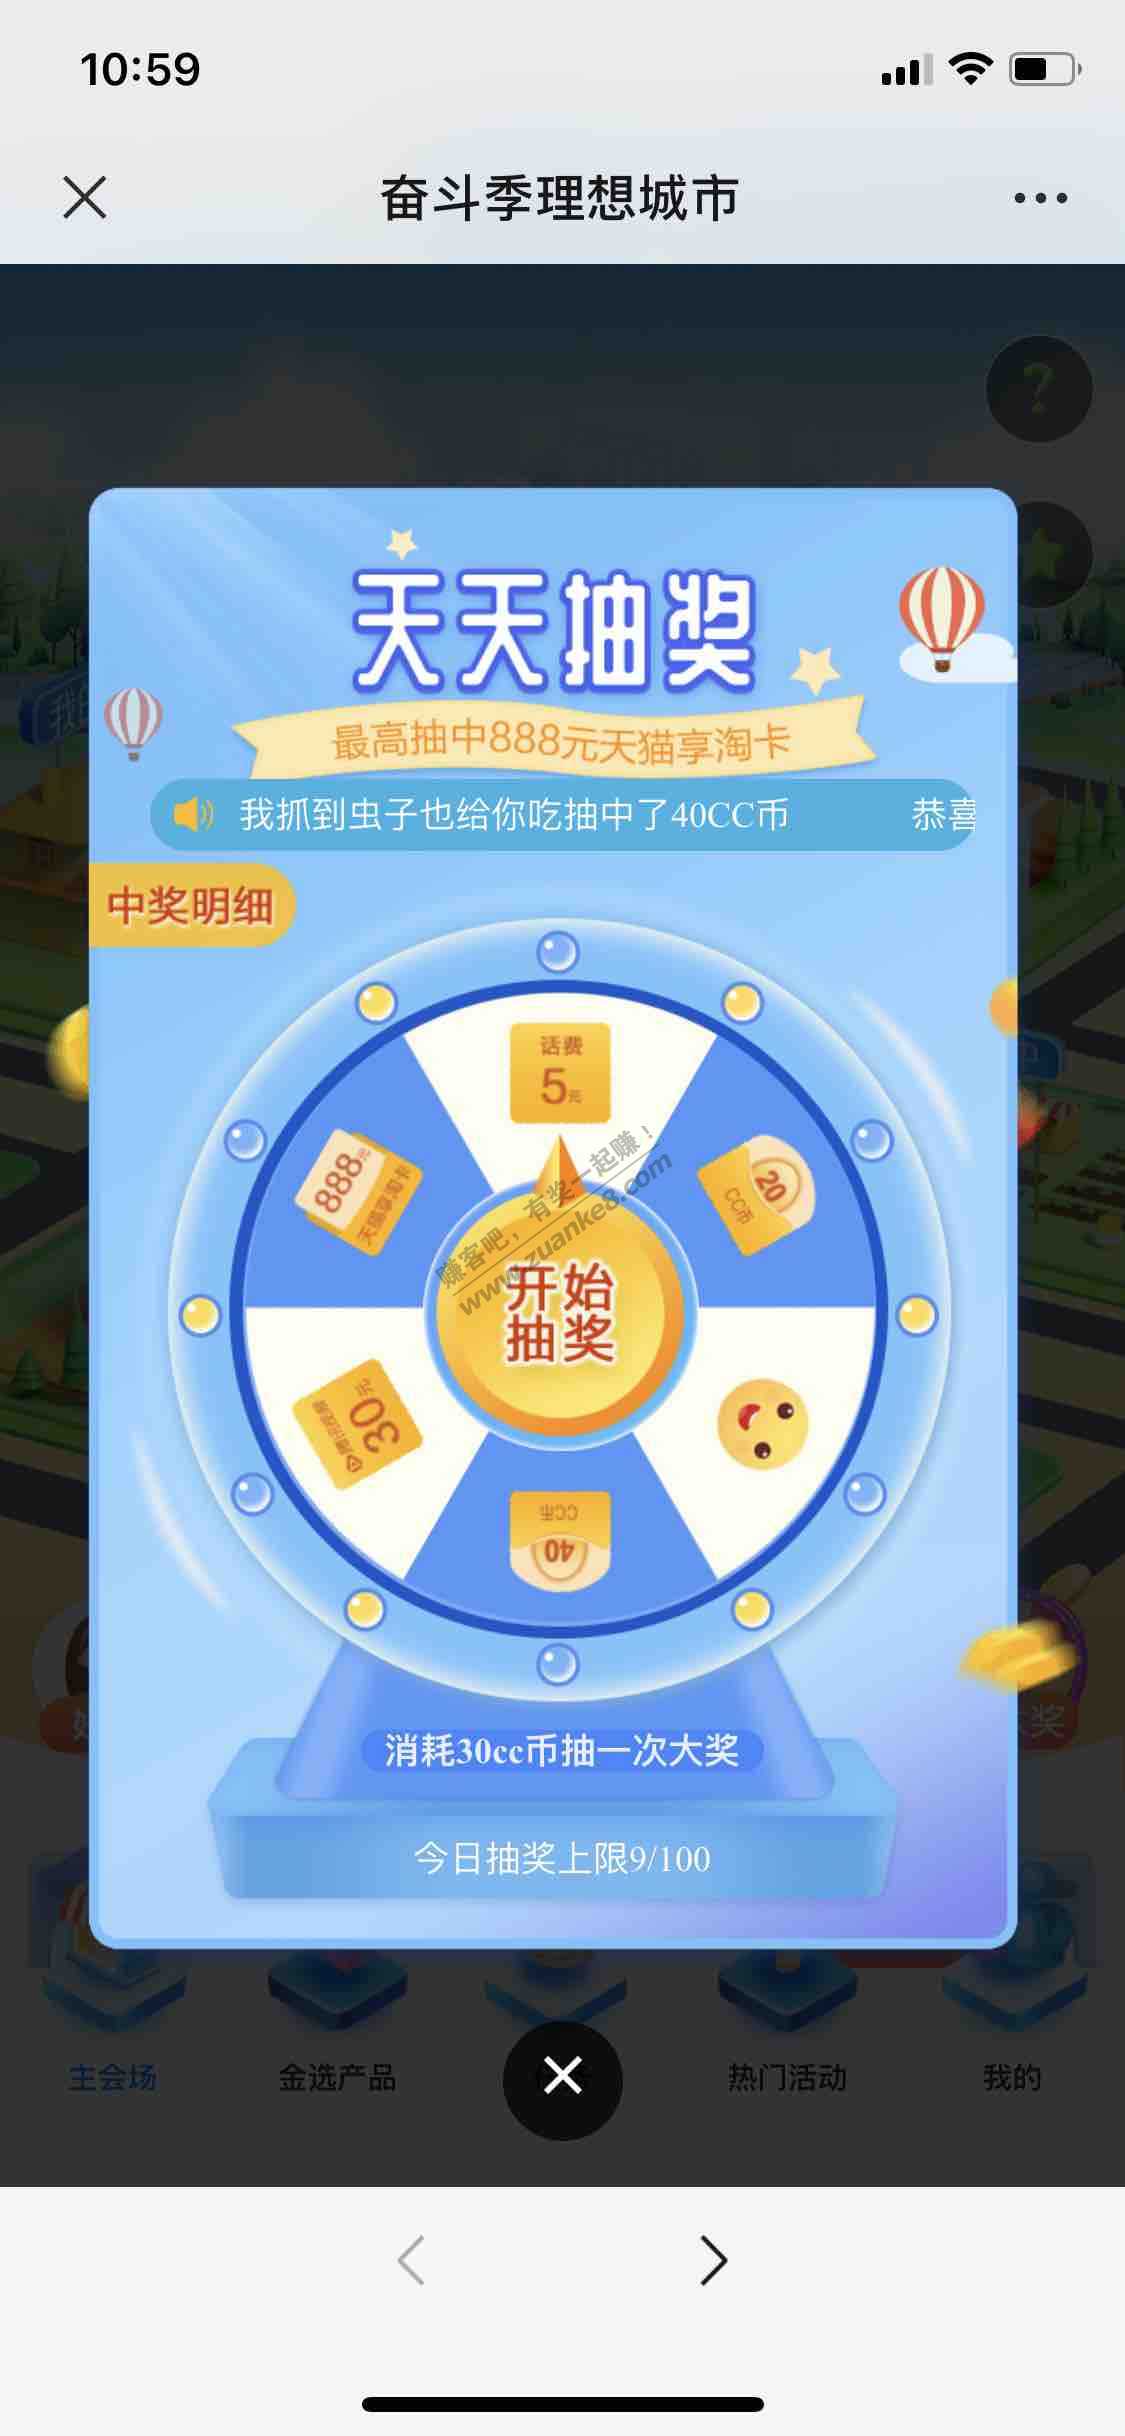 10:59
奋斗季理想城市
?
天天抽奖
最高抽中888元天猫享淘卡
我抓到虫子也给你吃抽中了40CC币 恭喜
中奖明细
话费
5元
888元
天猫享淘卡
20
CC币
赚客吧，有奖一起赚！
www.zuanke8.com
开始
抽奖
30元
CC币
40
消耗30cc币抽一次大奖
奖
今日抽奖上限9/100
主会场
金选产品
热门活动
我的